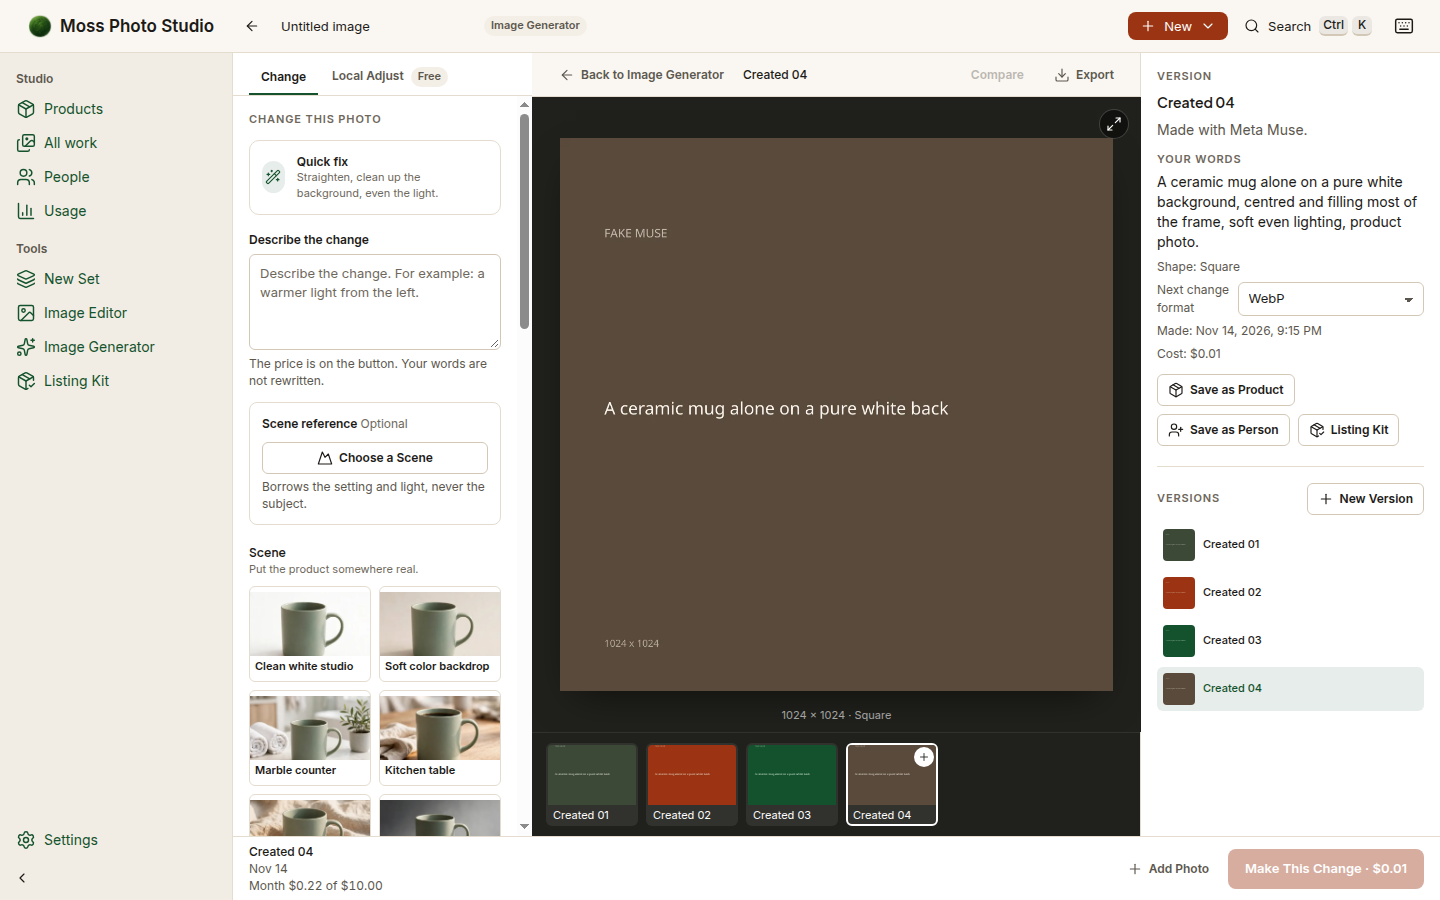 Moss Photo Studio
Untitled image
Image Generator
New
Search
Ctrl
K
Studio
Products
All work
People
Usage
Tools
New Set
Image Editor
Image Generator
Listing Kit
Settings
Change
Local Adjust
Free
CHANGE THIS PHOTO
Quick fix
Straighten, clean up the
background, even the light.
Describe the change
Describe the change. For example: a
warmer light from the left.
The price is on the button. Your words are
not rewritten.
Scene reference Optional
Choose a Scene
Borrows the setting and light, never the
subject.
Scene
Put the product somewhere real.
Clean white studio
Soft color backdrop
Marble counter
Kitchen table
Back to Image Generator
Created 04
Compare
Export
FAKE MUSE
A ceramic mug alone on a pure white back
1024 x 1024
1024 × 1024 · Square
Created 01
Created 02
Created 03
Created 04
VERSION
Created 04
Made with Meta Muse.
YOUR WORDS
A ceramic mug alone on a pure white
background, centred and filling most of
the frame, soft even lighting, product
photo.
Shape: Square
Next change
format
WebP
Made: Nov 14, 2026, 9:15 PM
Cost: $0.01
Save as Product
Save as Person
Listing Kit
VERSIONS
New Version
Created 01
Created 02
Created 03
Created 04
Created 04
Nov 14
Month $0.22 of $10.00
Add Photo
Make This Change · $0.01